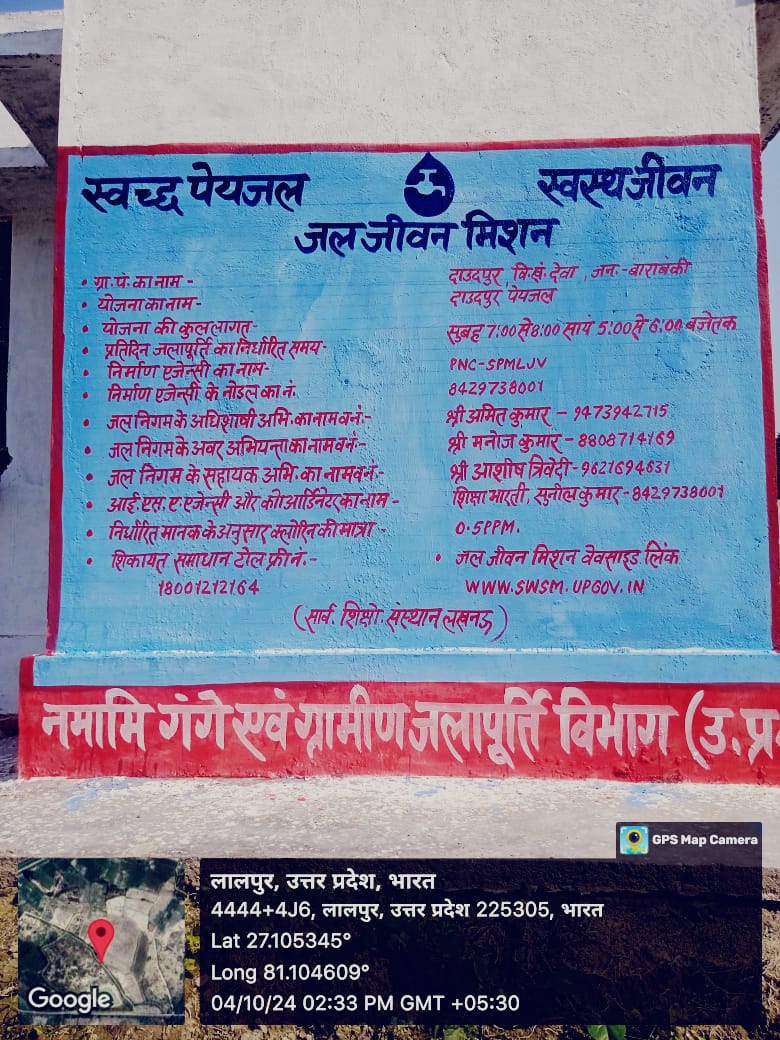 स्वच्छ पेयजल स्वस्थ जीवन
जल जीवन मिशन
• ग्रा.पं. का नाम - दाउदपुर, वि.खं. देवा, जन.-बाराबंकी
• योजना का नाम - दाउदपुर पेयजल
• योजना की कुल लागत-
• प्रतिदिन जलापूर्ति का निर्धारित समय- सुबह 7:00 से 8:00 सायं 5:00 से 6:00 बजे तक
• निर्माण एजेन्सी का नाम- PNC-SPMLJV
• निर्माण एजेन्सी के नोडल का नं. 8429738001
• जल निगम के अधिशाषी अभि. का नाम व नं:- श्री अमित कुमार - 9473942715
• जल निगम के अवर अभियन्ता का नाम व नं:- श्री मनोज कुमार - 8808714169
• जल निगम के सहायक अभि. का नाम व नं:- श्री आशीष त्रिवेदी - 9621694631
• आई.एस.ए. एजेन्सी और कोआर्डिनेटर का नाम - शिक्षा भारती, सुनील कुमार - 8429738001
• निर्धारित मानक के अनुसार क्लोरिन की मात्रा - 0.5PPM.
• शिकायत समाधान टोल फ्री नं.- • जल जीवन मिशन वेवसाइड लिंक
18001212164 WWW.SWSM.UPGOV.IN
(सार्व. शिक्षो. संस्थान लखनऊ)
नमामि गंगे एवं ग्रामीण जलापूर्ति विभाग (उ.प्र
GPS Map Camera
लालपुर, उत्तर प्रदेश, भारत
4444+4J6, लालपुर, उत्तर प्रदेश 225305, भारत
Lat 27.105345°
Long 81.104609°
04/10/24 02:33 PM GMT +05:30
Google